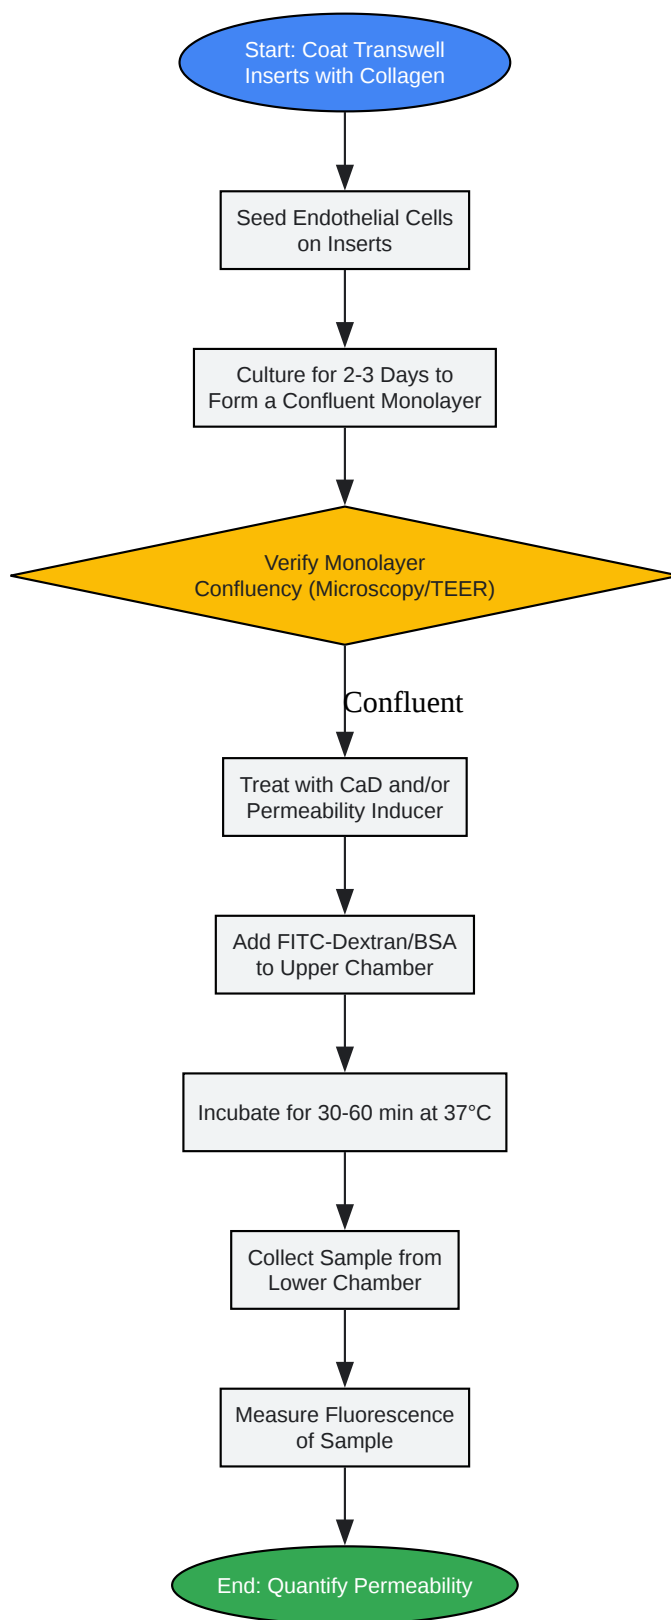 Start: Coat Transwell
Inserts with Collagen
Seed Endothelial Cells
on Inserts
Culture for 2-3 Days to
Form a Confluent Monolayer
Verify Monolayer
Confluency (Microscopy/TEER)
Confluent
Treat with CaD and/or
Permeability Inducer
Add FITC-Dextran/BSA
to Upper Chamber
Incubate for 30-60 min at 37°C
Collect Sample from
Lower Chamber
Measure Fluorescence
of Sample
End: Quantify Permeability